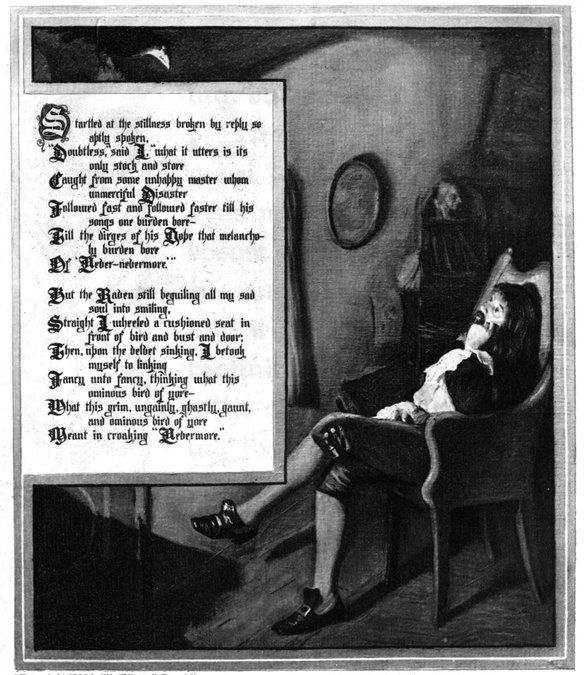 Startled at the stillness broken by reply so
aptly spoken,
"Doubtless," said I, "what it utters is its
only stock and store
Caught from some unhappy master whom
unmerciful Disaster
Followed fast and followed faster till his
songs one burden bore—
Till the dirges of his Hope that melancho-
ly burden bore
Of 'Never-nevermore.'"
But the Raven still beguiling all my sad
soul into smiling,
Straight I wheeled a cushioned seat in
front of bird and bust and door;
Then, upon the velvet sinking, I betook
myself to linking
Fancy unto fancy, thinking what this
ominous bird of yore—
What this grim, ungainly, ghastly, gaunt,
and ominous bird of yore
Meant in croaking "Nevermore."